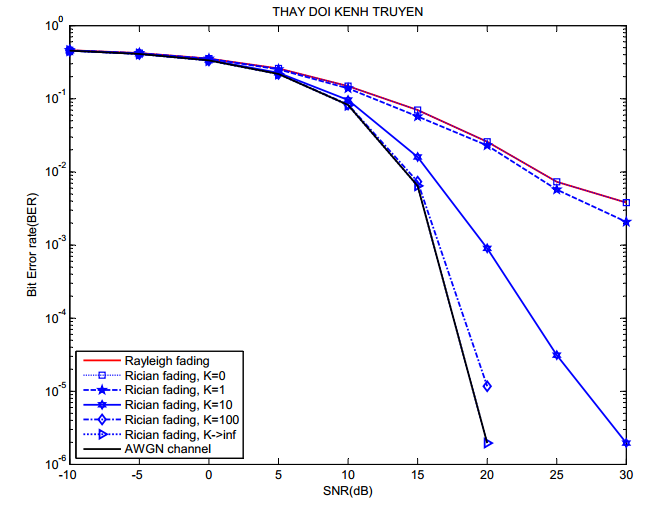 THAY DOI KENH TRUYEN
10^0
10^-1
10^-2
10^-3
10^-4
10^-5
10^-6
Bit Error rate(BER)
Rayleigh fading
Rician fading, K=0
Rician fading, K=1
Rician fading, K=10
Rician fading, K=100
Rician fading, K->inf
AWGN channel
-10 -5 0 5 10 15 20 25 30
SNR(dB)